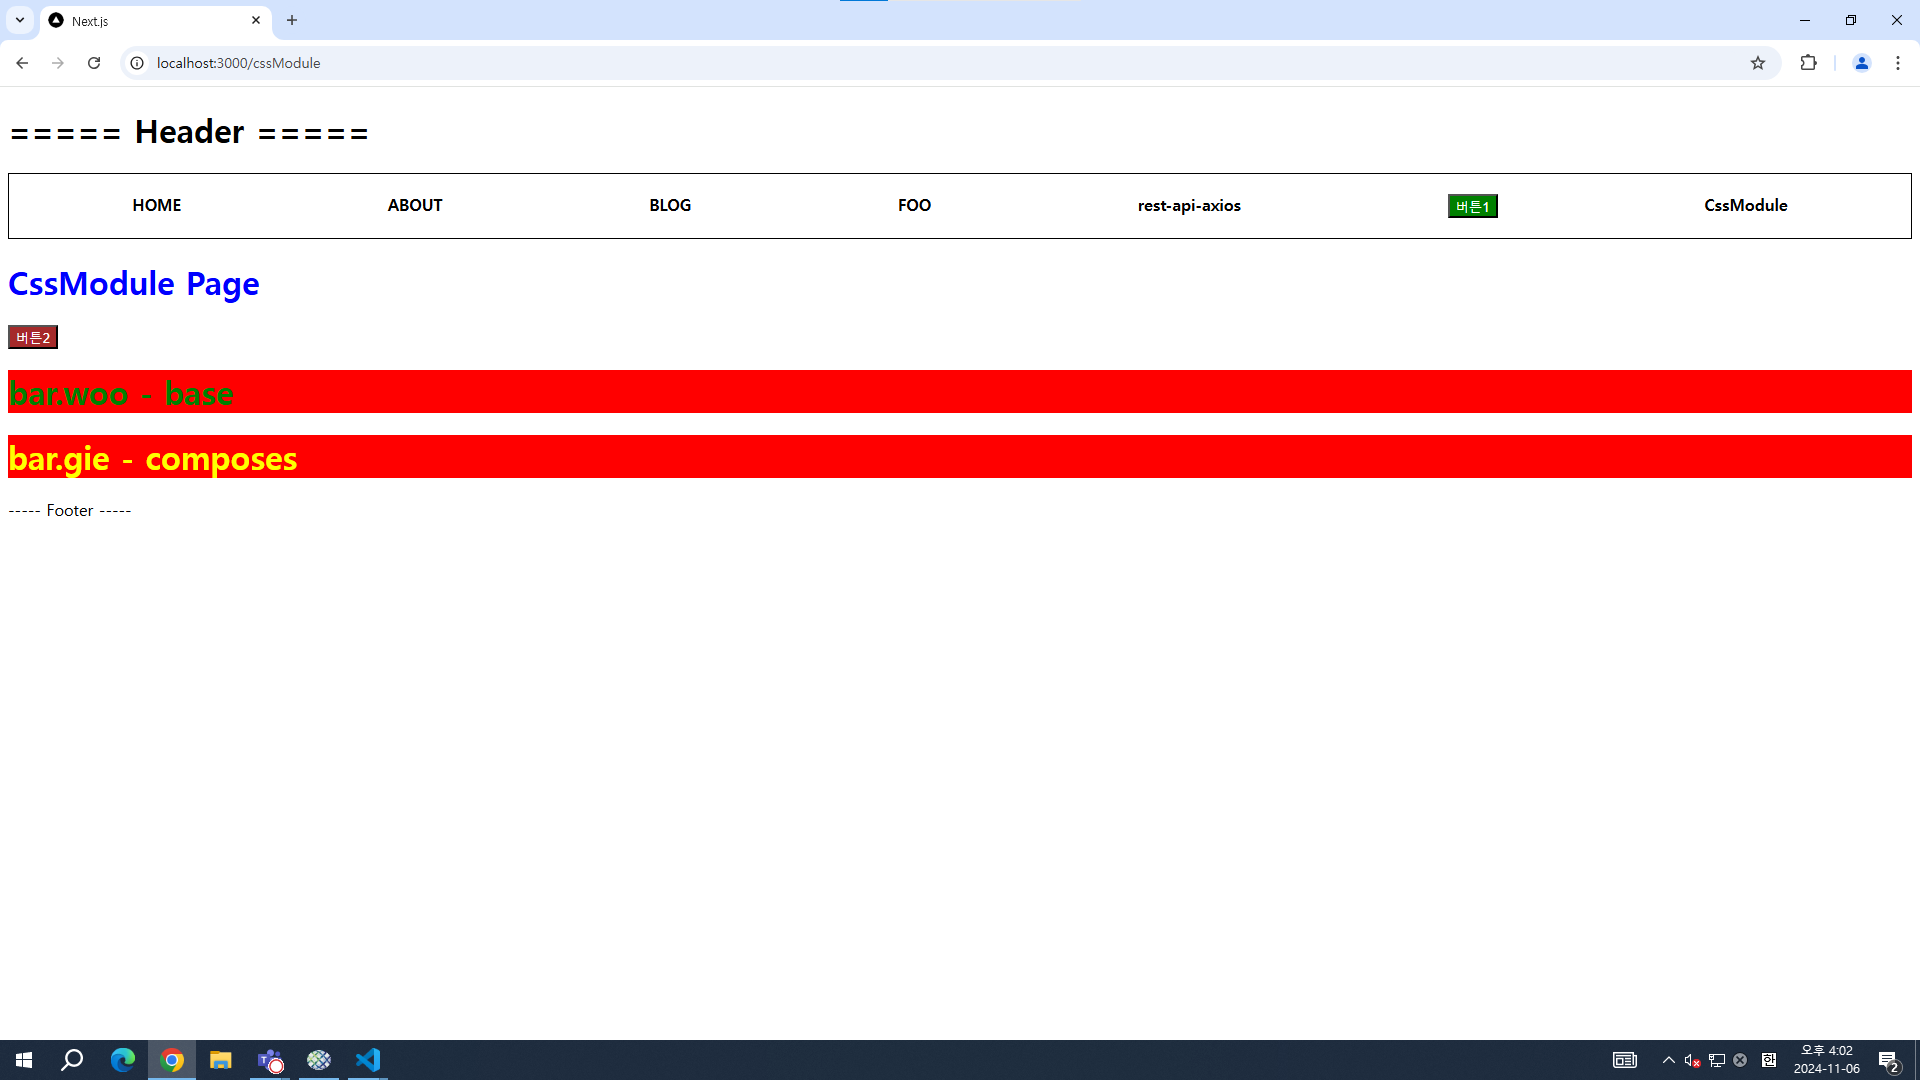 Next.js
localhost:3000/cssModule
===== Header =====
HOME ABOUT BLOG FOO rest-api-axios 버튼1 CssModule
CssModule Page
버튼2
bar.woo - base
bar.gie - composes
----- Footer -----
한
오후 4:02
2024-11-06
2